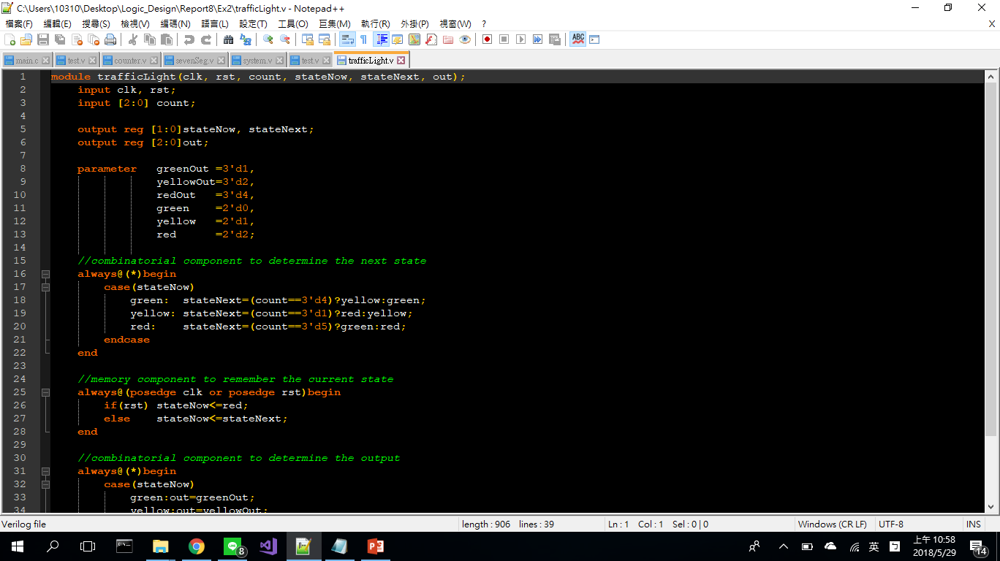 C:\Users\10310\Desktop\Logic_Design\Report8\Ex2\trafficLight.v - Notepad++
檔案(F) 編輯(E) 搜尋(S) 檢視(V) 編碼(N) 語言(L) 設定(T) 工具(O) 巨集(M) 執行(R) 外掛(P) 視窗(W) ? X
ABC
main.c test.v counter.v sevenSeg.v system.v test.v trafficLight.v
1 module trafficLight(clk, rst, count, stateNow, stateNext, out);
2 input clk, rst;
3 input [2:0] count;
4
5 output reg [1:0]stateNow, stateNext;
6 output reg [2:0]out;
7
8 parameter greenOut =3'd1,
9 yellowOut=3'd2,
10 redOut =3'd4,
11 green =2'd0,
12 yellow =2'd1,
13 red =2'd2;
14
15 //combinatorial component to determine the next state
16 always@(*)begin
17 case(stateNow)
18 green: stateNext=(count==3'd4)?yellow:green;
19 yellow: stateNext=(count==3'd1)?red:yellow;
20 red: stateNext=(count==3'd5)?green:red;
21 endcase
22 end
23
24 //memory component to remember the current state
25 always@(posedge clk or posedge rst)begin
26 if(rst) stateNow<=red;
27 else stateNow<=stateNext;
28 end
29
30 //combinatorial component to determine the output
31 always@(*)begin
32 case(stateNow)
33 green:out=greenOut;
34 yellow:out=yellowOut;
Verilog file length : 906 lines : 39 Ln : 1 Col : 1 Sel : 0 | 0 Windows (CR LF) UTF-8 INS
8 英 上午 10:58
2018/5/29 14